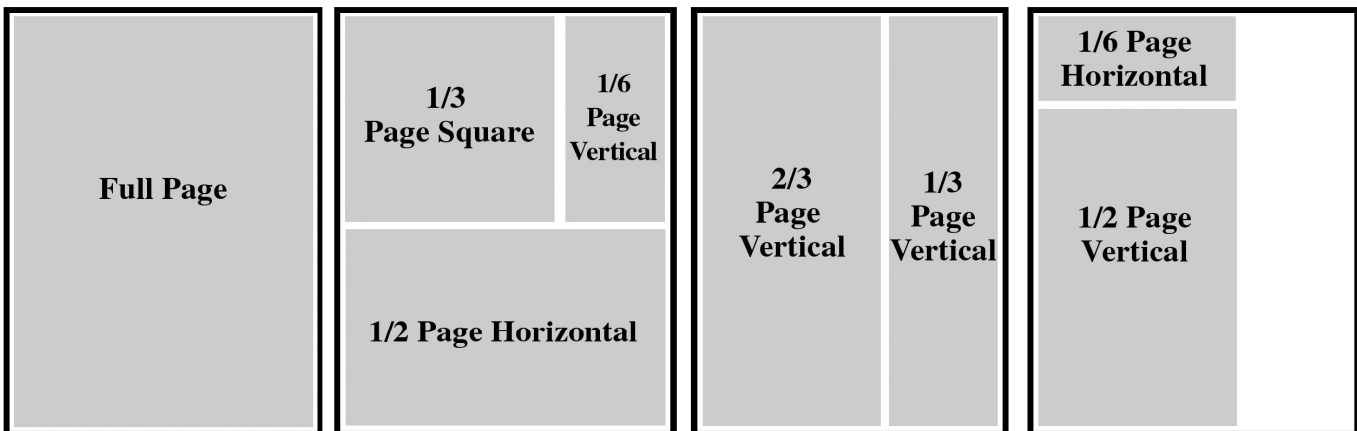 Full Page
1/3
Page Square
1/6
Page
Vertical
1/2 Page Horizontal
2/3
Page
Vertical
1/3
Page
Vertical
1/6 Page
Horizontal
1/2 Page
Vertical